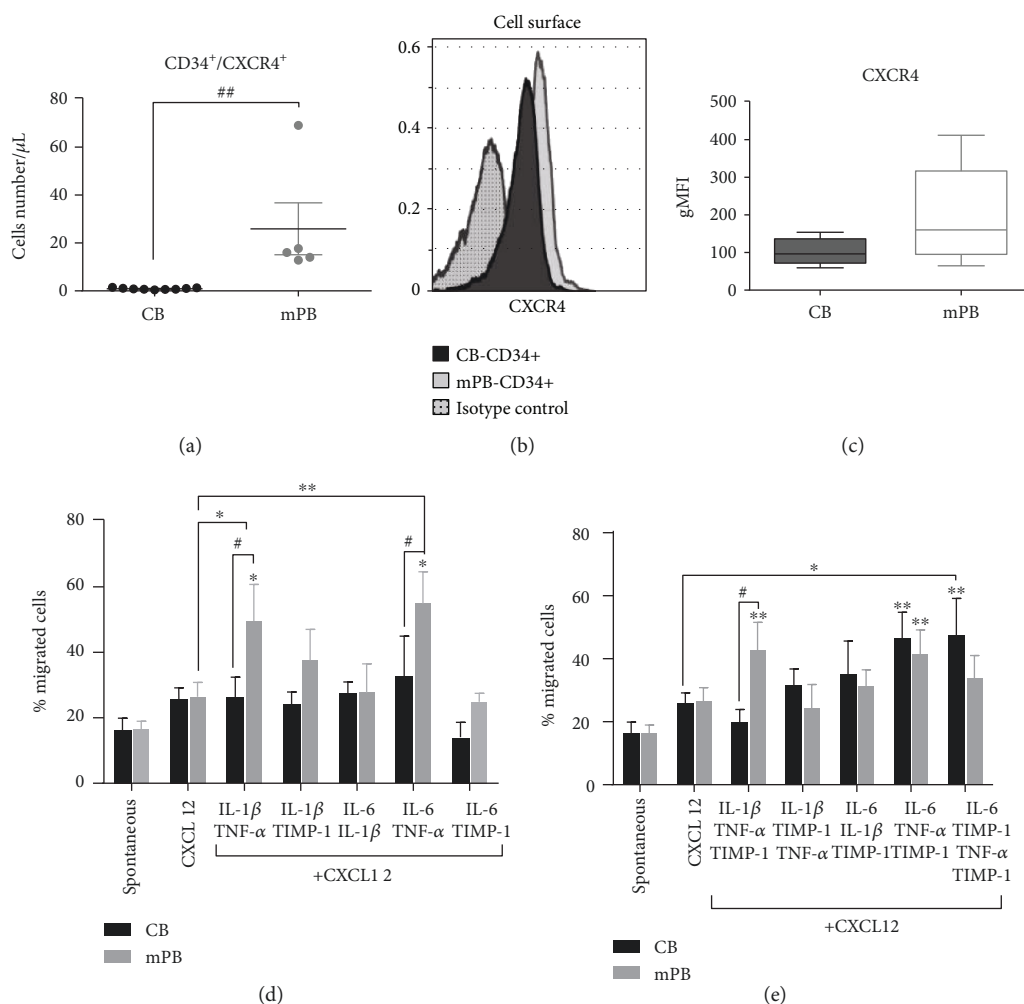 CD34+/CXCR4+
##
Cells number/μL
80
60
40
20
0
CB
mPB
(a)
Cell surface
0.6
0.4
0.2
0
CXCR4
CB-CD34+
mPB-CD34+
Isotype control
(b)
CXCR4
gMFI
500
400
300
200
100
0
CB
mPB
(c)
% migrated cells
80
60
40
20
0
**
*
#
*
#
*
Spontaneous
CXCL 12
IL-1β
TNF-α
IL-1β
TIMP-1
IL-6
IL-1β
IL-6
TNF-α
IL-6
TIMP-1
+CXCL1 2
CB
mPB
(d)
% migrated cells
80
60
40
20
0
*
#
**
**
**
**
Spontaneous
CXCL 12
IL-1β
TNF-α
TIMP-1
IL-1β
TIMP-1
TNF-α
IL-6
IL-1β
TIMP-1
IL-6
TNF-α
TIMP-1
IL-6
TIMP-1
TNF-α
TIMP-1
+CXCL12
CB
mPB
(e)